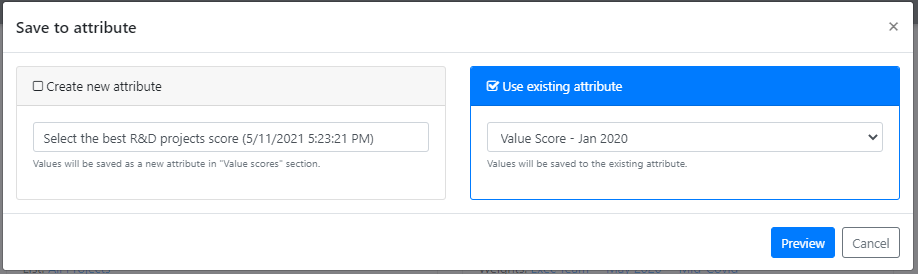 Save to attribute
×
Create new attribute
Select the best R&D projects score (5/11/2021 5:23:21 PM)
Values will be saved as a new attribute in "Value scores" section.
Use existing attribute
Value Score - Jan 2020
Values will be saved to the existing attribute.
Preview
Cancel